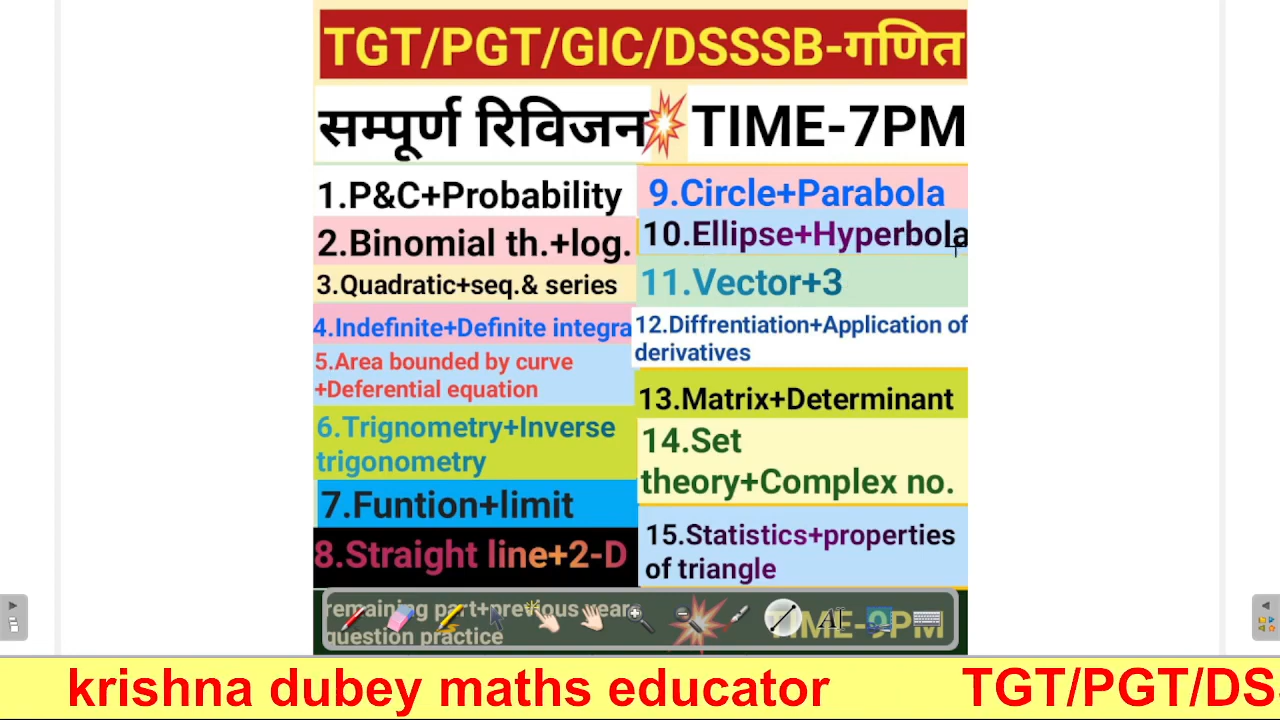 TGT/PGT/GIC/DSSSB-गणित
सम्पूर्ण रिविजन💥TIME-7PM
1.P&C+Probability
2.Binomial th.+log.
3.Quadratic+seq.& series
4.Indefinite+Definite integra
5.Area bounded by curve
+Deferential equation
6.Trignometry+Inverse
trigonometry
7.Funtion+limit
8.Straight line+2-D
9.Circle+Parabola
10.Ellipse+Hyperbola
11.Vector+3
12.Diffrentiation+Application of
derivatives
13.Matrix+Determinant
14.Set
theory+Complex no.
15.Statistics+properties
of triangle
remaining part+previous years
question practice
TIME-9PM
krishna dubey maths educator
TGT/PGT/DS